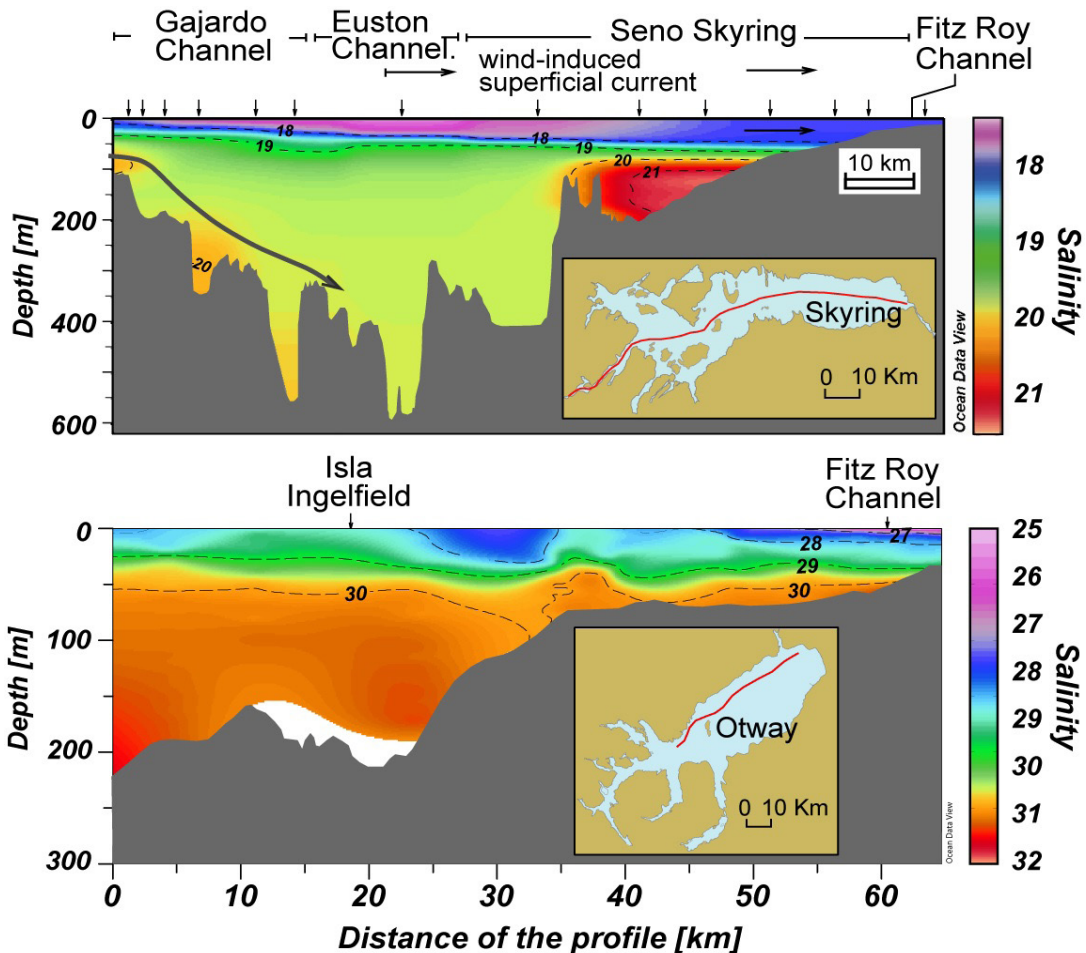 Gajardo
Channel
Euston
Channel.
Seno Skyring
Fitz Roy
Channel
wind-induced
superficial current
0
200
400
600
Depth [m]
18
19
18
19
20
21
20
10 km
Skyring
0 10 Km
Ocean Data View
18
19
20
21
Salinity
Isla
Ingelfield
Fitz Roy
Channel
0
100
200
300
Depth [m]
27
28
29
30
30
Otway
0 10 Km
Ocean Data View
25
26
27
28
29
30
31
32
Salinity
0 10 20 30 40 50 60
Distance of the profile [km]